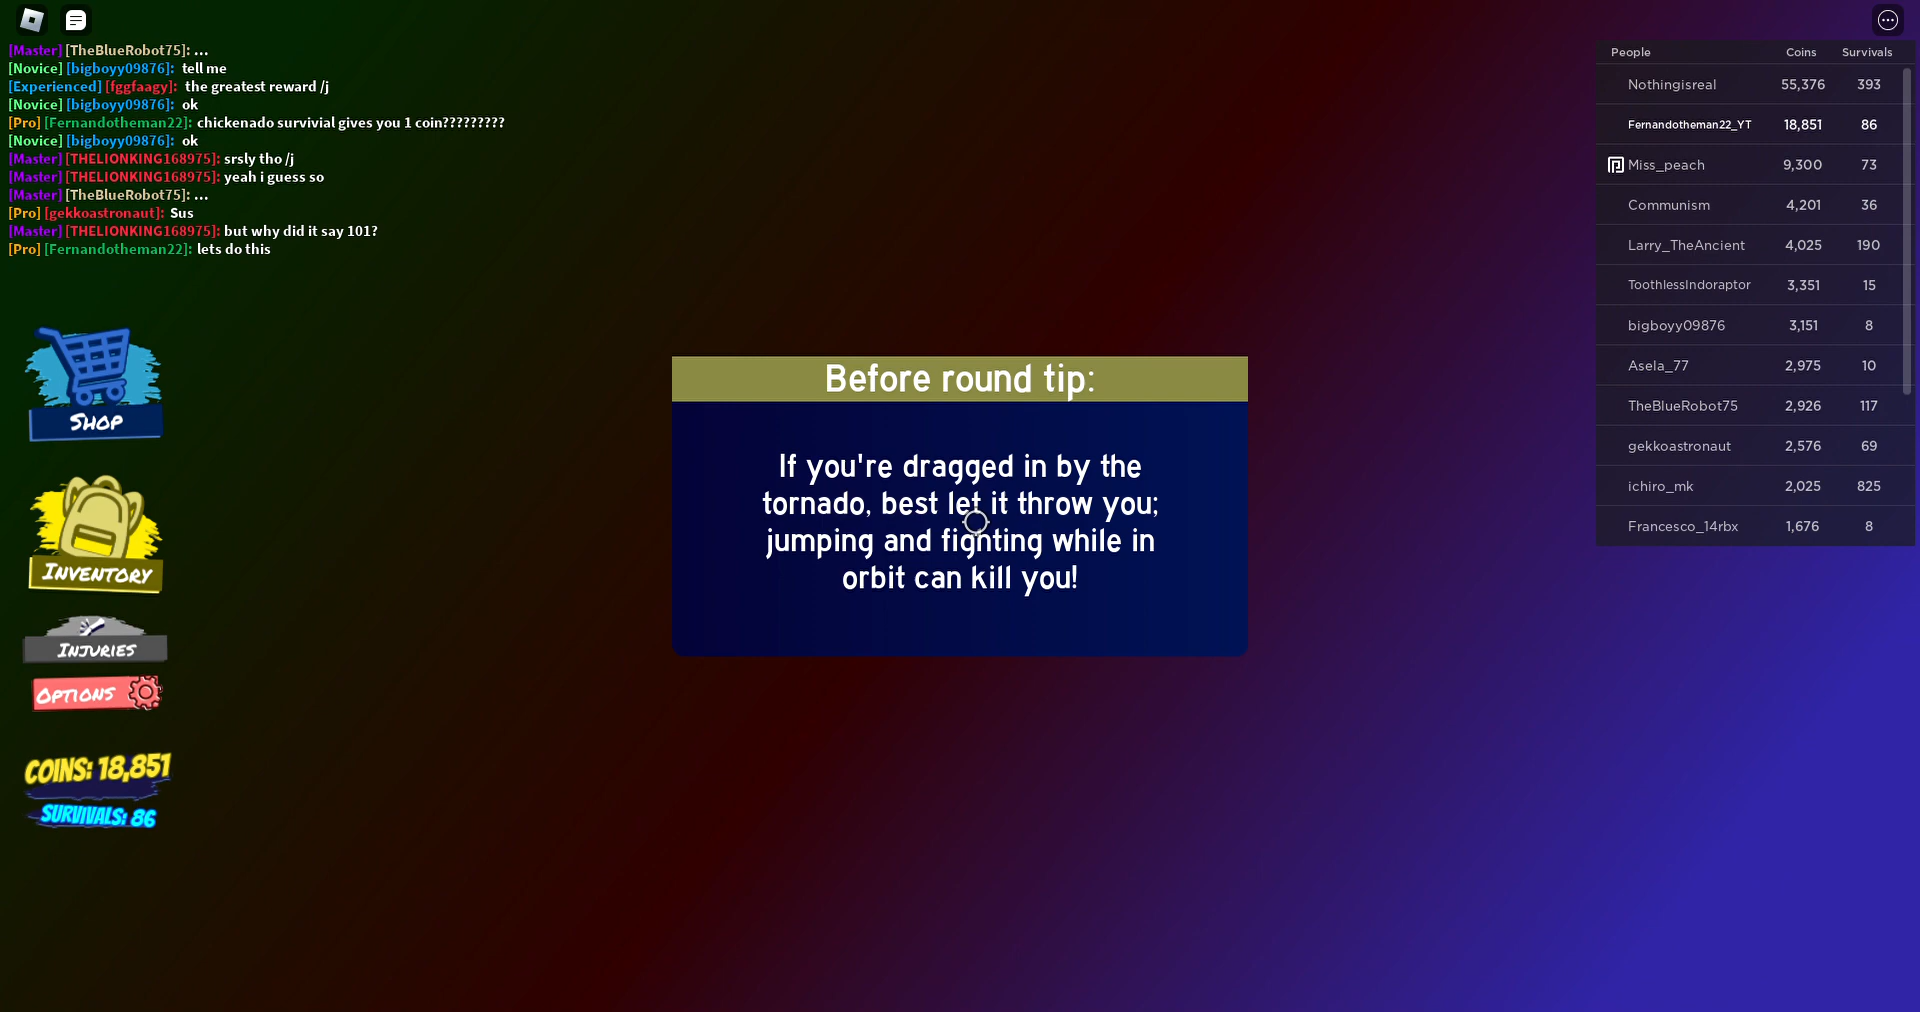 [Master] [TheBlueRobot75]: ...
[Novice] [bigboyy09876]: tell me
[Experienced] [fggfaagy]: the greatest reward /j
[Novice] [bigboyy09876]: ok
[Pro] [Fernandotheman22]: chickenado survivial gives you 1 coin?????????
[Novice] [bigboyy09876]: ok
[Master] [THELIONKING168975]: srsly tho /j
[Master] [THELIONKING168975]: yeah i guess so
[Master] [TheBlueRobot75]: ...
[Pro] [gekkoastronaut]: Sus
[Master] [THELIONKING168975]: but why did it say 101?
[Pro] [Fernandotheman22]: lets do this
SHOP
INVENTORY
INJURIES
OPTIONS
COINS: 18,851
SURVIVALS: 86
Before round tip:
If you're dragged in by the
tornado, best let it throw you;
jumping and fighting while in
orbit can kill you!
People Coins Survivals
Nothingisreal 55,376 393
Fernandotheman22_YT 18,851 86
Miss_peach 9,300 73
Communism 4,201 36
Larry_TheAncient 4,025 190
ToothlessIndoraptor 3,351 15
bigboyy09876 3,151 8
Asela_77 2,975 10
TheBlueRobot75 2,926 117
gekkoastronaut 2,576 69
ichiro_mk 2,025 825
Francesco_14rbx 1,676 8